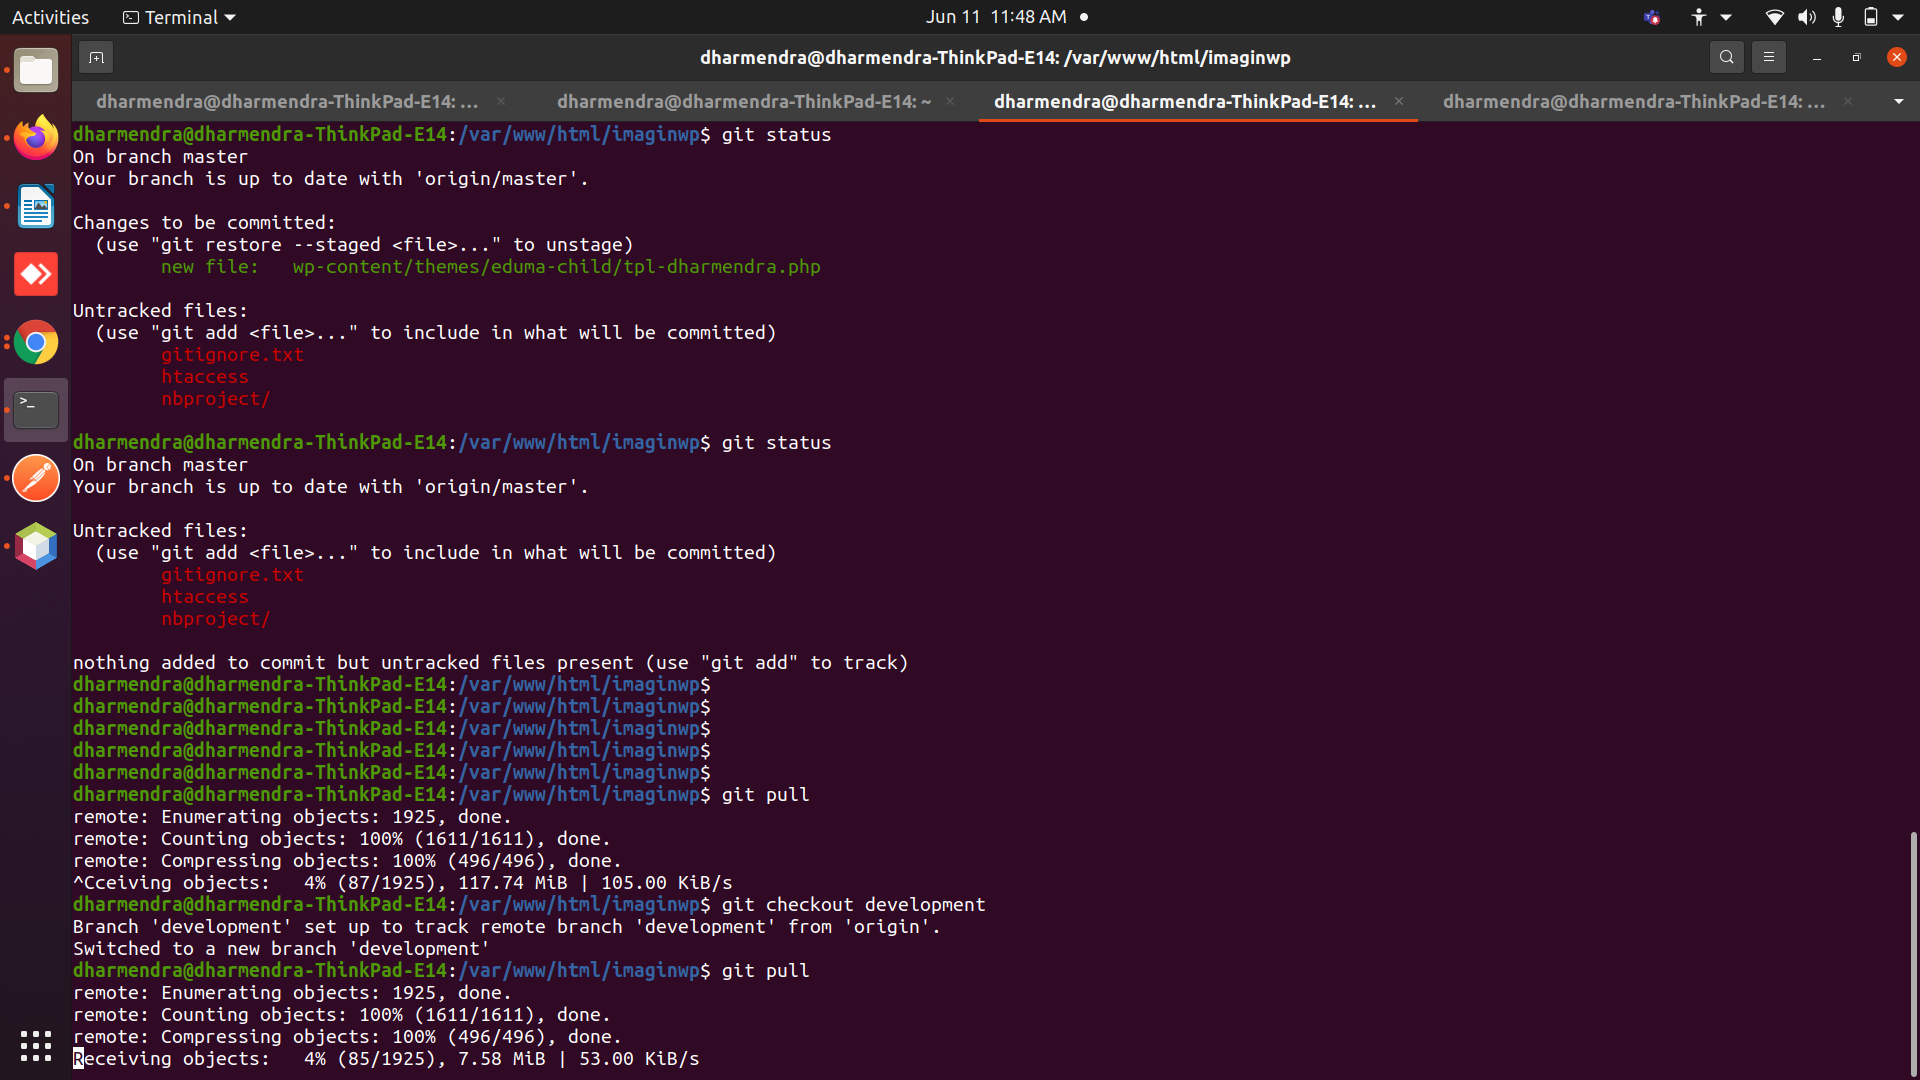 Activities
Terminal
Jun 11 11:48 AM
dharmendra@dharmendra-ThinkPad-E14: /var/www/html/imaginwp
dharmendra@dharmendra-ThinkPad-E14: ...
dharmendra@dharmendra-ThinkPad-E14: ~
dharmendra@dharmendra-ThinkPad-E14: ...
dharmendra@dharmendra-ThinkPad-E14: ...
dharmendra@dharmendra-ThinkPad-E14:/var/www/html/imaginwp$ git status
On branch master
Your branch is up to date with 'origin/master'.
Changes to be committed:
  (use "git restore --staged <file>..." to unstage)
        new file:   wp-content/themes/eduma-child/tpl-dharmendra.php
Untracked files:
  (use "git add <file>..." to include in what will be committed)
        gitignore.txt
        htaccess
        nbproject/
dharmendra@dharmendra-ThinkPad-E14:/var/www/html/imaginwp$ git status
On branch master
Your branch is up to date with 'origin/master'.
Untracked files:
  (use "git add <file>..." to include in what will be committed)
        gitignore.txt
        htaccess
        nbproject/
nothing added to commit but untracked files present (use "git add" to track)
dharmendra@dharmendra-ThinkPad-E14:/var/www/html/imaginwp$
dharmendra@dharmendra-ThinkPad-E14:/var/www/html/imaginwp$
dharmendra@dharmendra-ThinkPad-E14:/var/www/html/imaginwp$
dharmendra@dharmendra-ThinkPad-E14:/var/www/html/imaginwp$
dharmendra@dharmendra-ThinkPad-E14:/var/www/html/imaginwp$
dharmendra@dharmendra-ThinkPad-E14:/var/www/html/imaginwp$ git pull
remote: Enumerating objects: 1925, done.
remote: Counting objects: 100% (1611/1611), done.
remote: Compressing objects: 100% (496/496), done.
^Cceiving objects:   4% (87/1925), 117.74 MiB | 105.00 KiB/s
dharmendra@dharmendra-ThinkPad-E14:/var/www/html/imaginwp$ git checkout development
Branch 'development' set up to track remote branch 'development' from 'origin'.
Switched to a new branch 'development'
dharmendra@dharmendra-ThinkPad-E14:/var/www/html/imaginwp$ git pull
remote: Enumerating objects: 1925, done.
remote: Counting objects: 100% (1611/1611), done.
remote: Compressing objects: 100% (496/496), done.
Receiving objects:   4% (85/1925), 7.58 MiB | 53.00 KiB/s